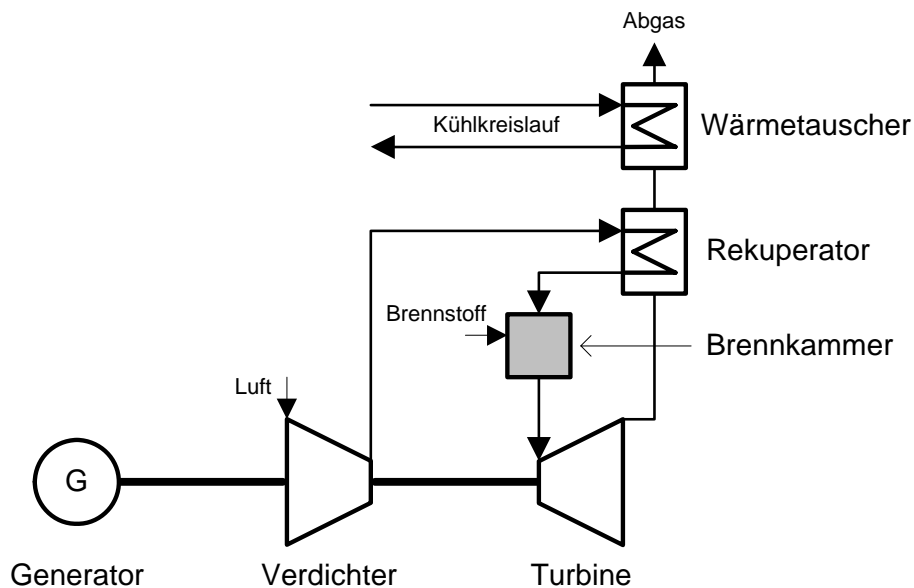 Abgas
Kühlkreislauf
Wärmetauscher
Rekuperator
Brennstoff
Brennkammer
Luft
G
Generator
Verdichter
Turbine